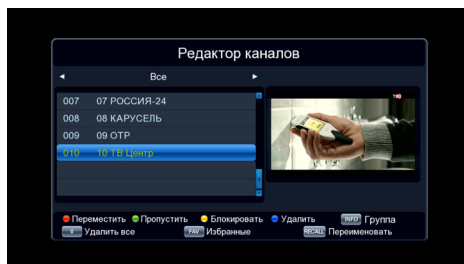 Редактор каналов
Все
007 07 РОССИЯ-24
008 08 КАРУСЕЛЬ
009 09 ОТР
010 10 ТВ Центр
Переместить Пропустить Блокировать Удалить INFO Группа
Удалить все FAV Избранные RECALL Переименовать